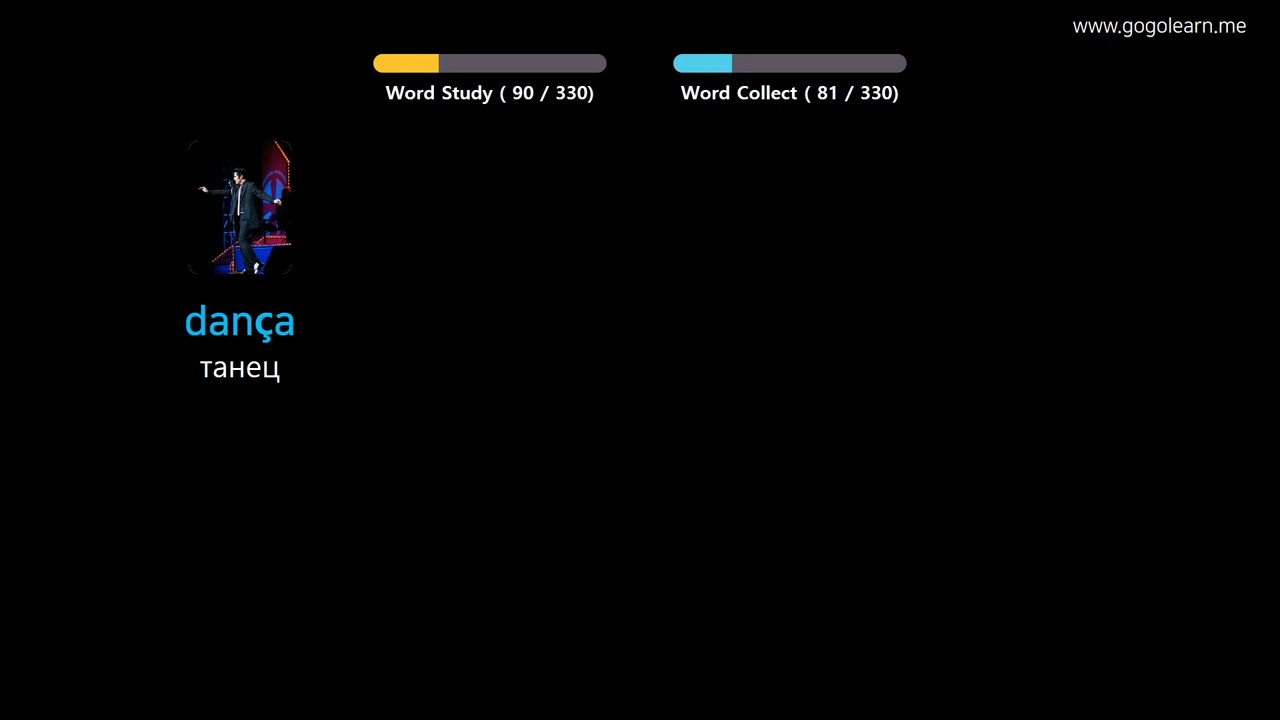 www.gogolearn.me
Word Study ( 90 / 330)
Word Collect ( 81 / 330)
dança
танец